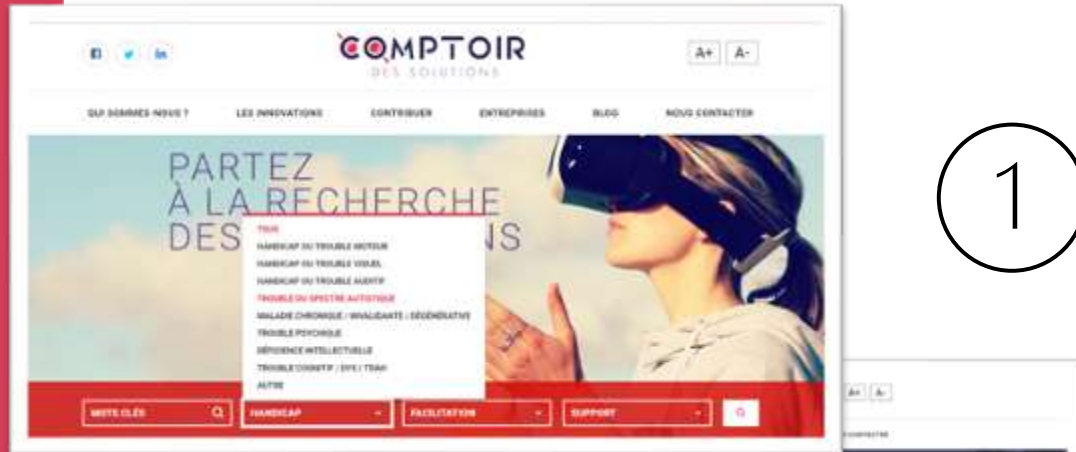 COMPTOIR
DES SOLUTIONS
A+ A-
QUI SOMMES-NOUS ? LES INNOVATIONS CONTRIBUER ENTREPRISES BLOG NOUS CONTACTER
PARTEZ
À LA RECHERCHE
DES
NS
TOUS
HANDICAP OU TROUBLE MOTEUR
HANDICAP OU TROUBLE VISUEL
HANDICAP OU TROUBLE AUDITIF
TROUBLE DU SPECTRE AUTISTIQUE
MALADIE CHRONIQUE / INVALIDANTE / DÉGÉNÉRATIVE
TROUBLE PSYCHIQUE
DÉFICIENCE INTELLECTUELLE
TROUBLE COGNITIF / DYS / TDAH
AUTRE
MOTS CLÉS HANDICAP FACILITATION SUPPORT
1
A+ A-
CONTACTER